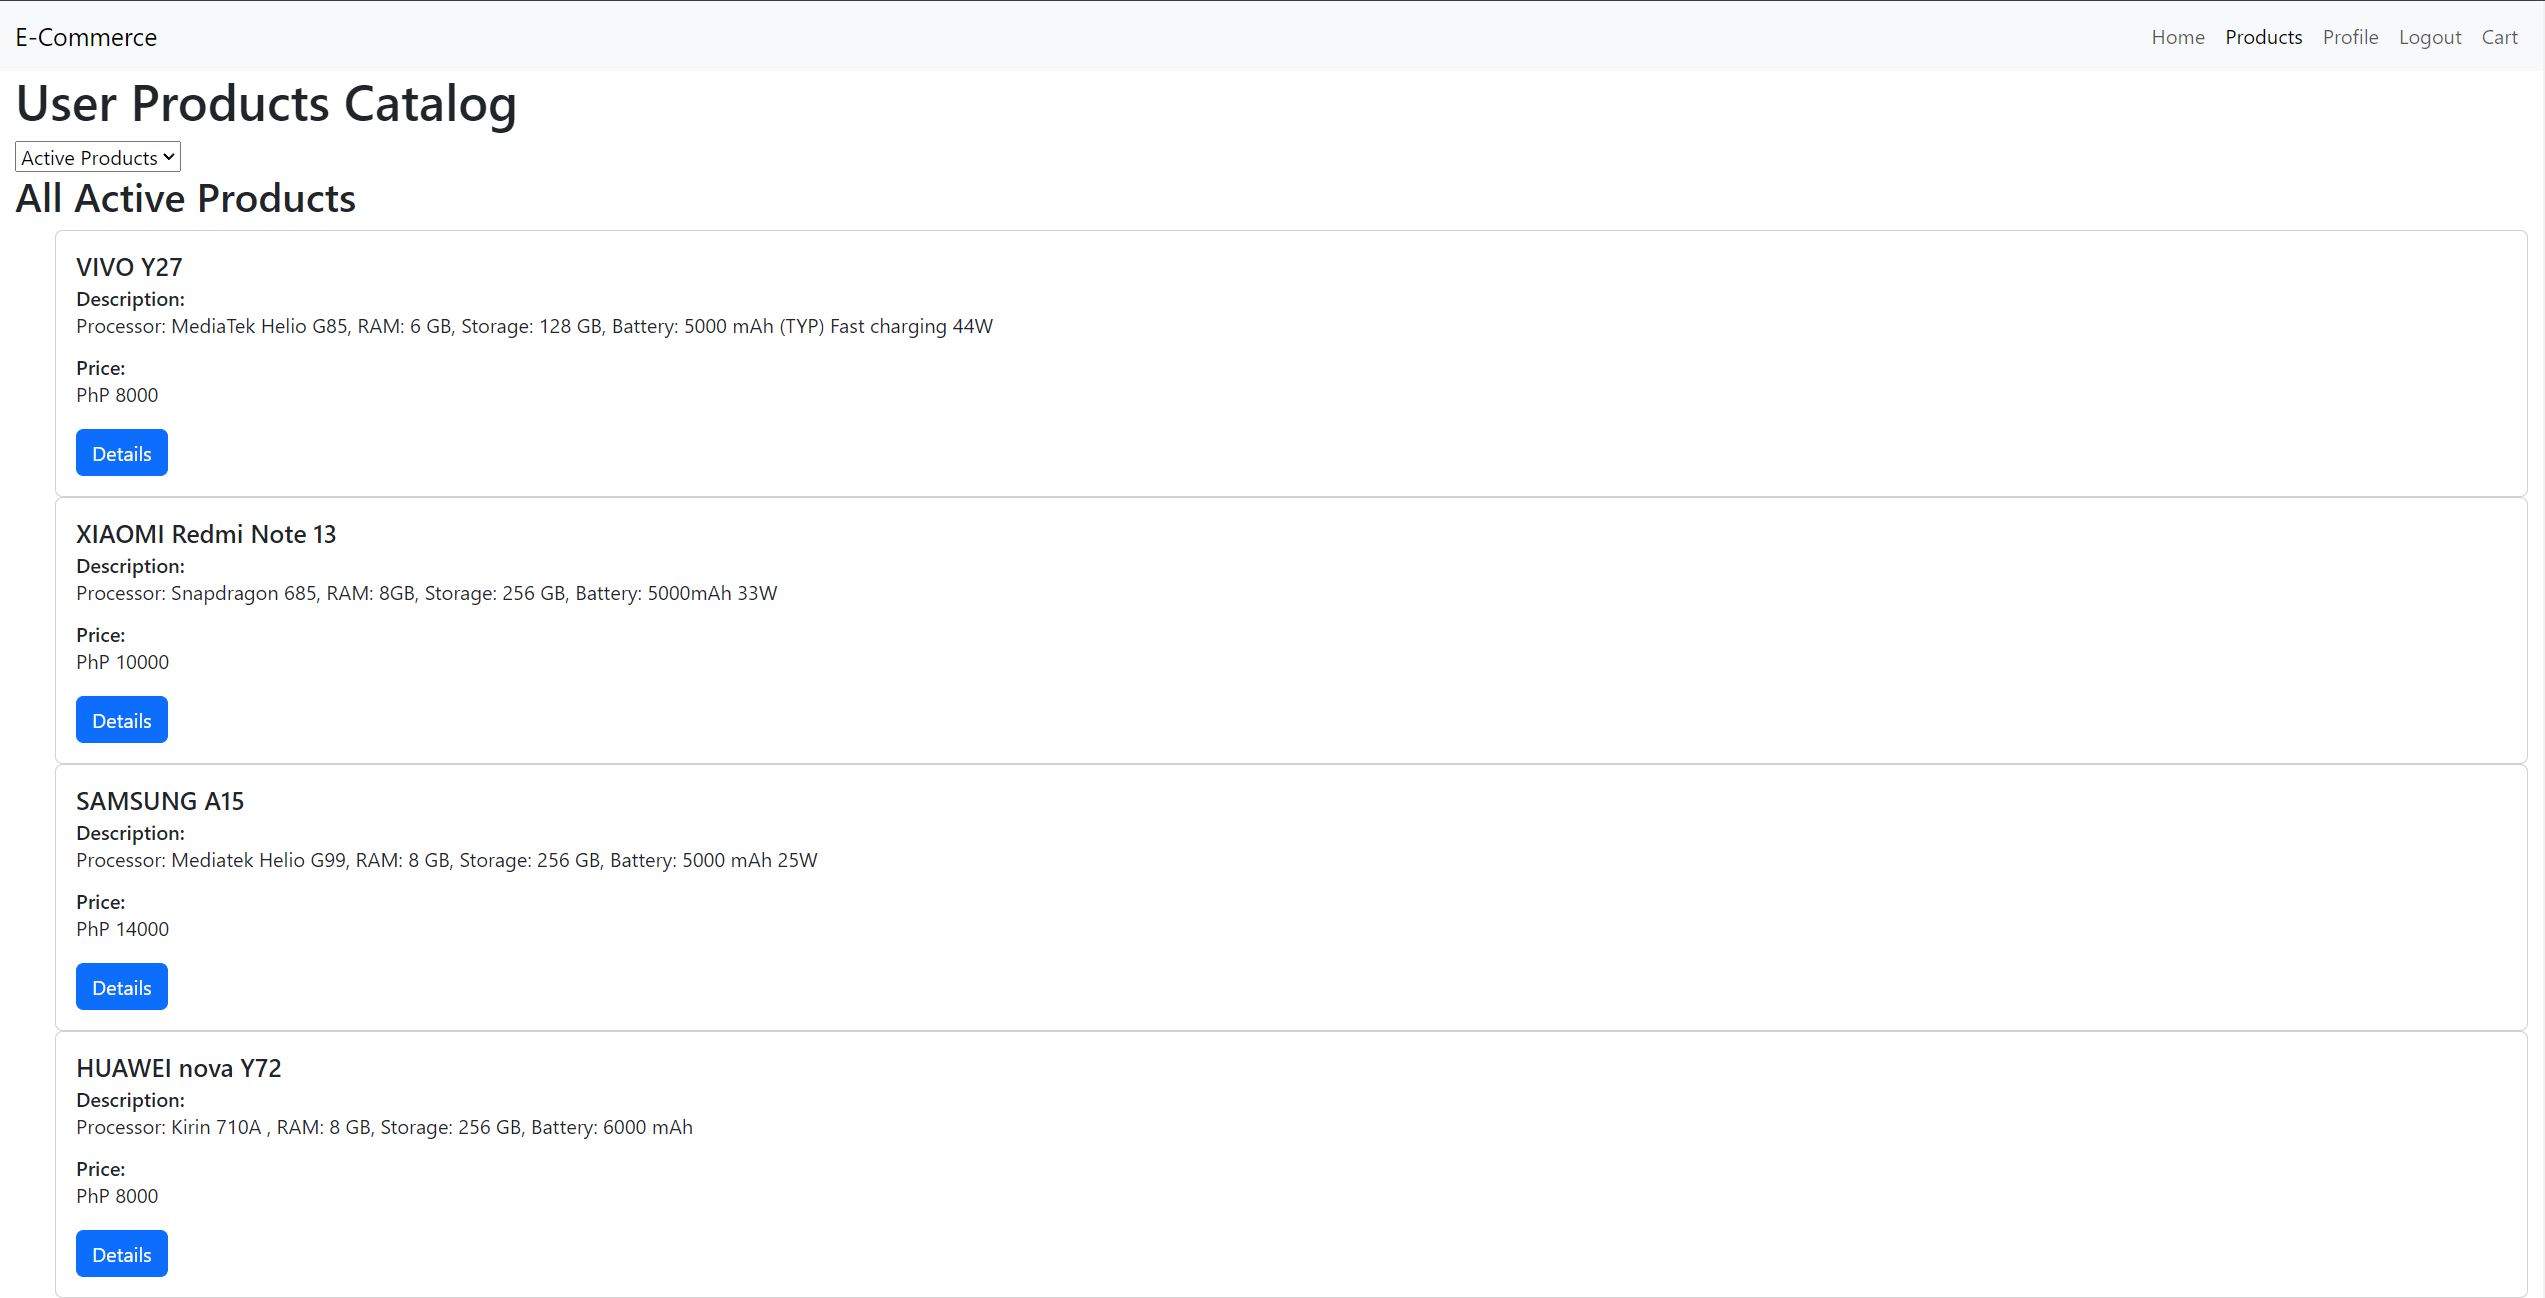 E-Commerce
Home Products Profile Logout Cart
User Products Catalog
Active Products
All Active Products
VIVO Y27
Description:
Processor: MediaTek Helio G85, RAM: 6 GB, Storage: 128 GB, Battery: 5000 mAh (TYP) Fast charging 44W
Price:
PhP 8000
Details
XIAOMI Redmi Note 13
Description:
Processor: Snapdragon 685, RAM: 8GB, Storage: 256 GB, Battery: 5000mAh 33W
Price:
PhP 10000
Details
SAMSUNG A15
Description:
Processor: Mediatek Helio G99, RAM: 8 GB, Storage: 256 GB, Battery: 5000 mAh 25W
Price:
PhP 14000
Details
HUAWEI nova Y72
Description:
Processor: Kirin 710A , RAM: 8 GB, Storage: 256 GB, Battery: 6000 mAh
Price:
PhP 8000
Details